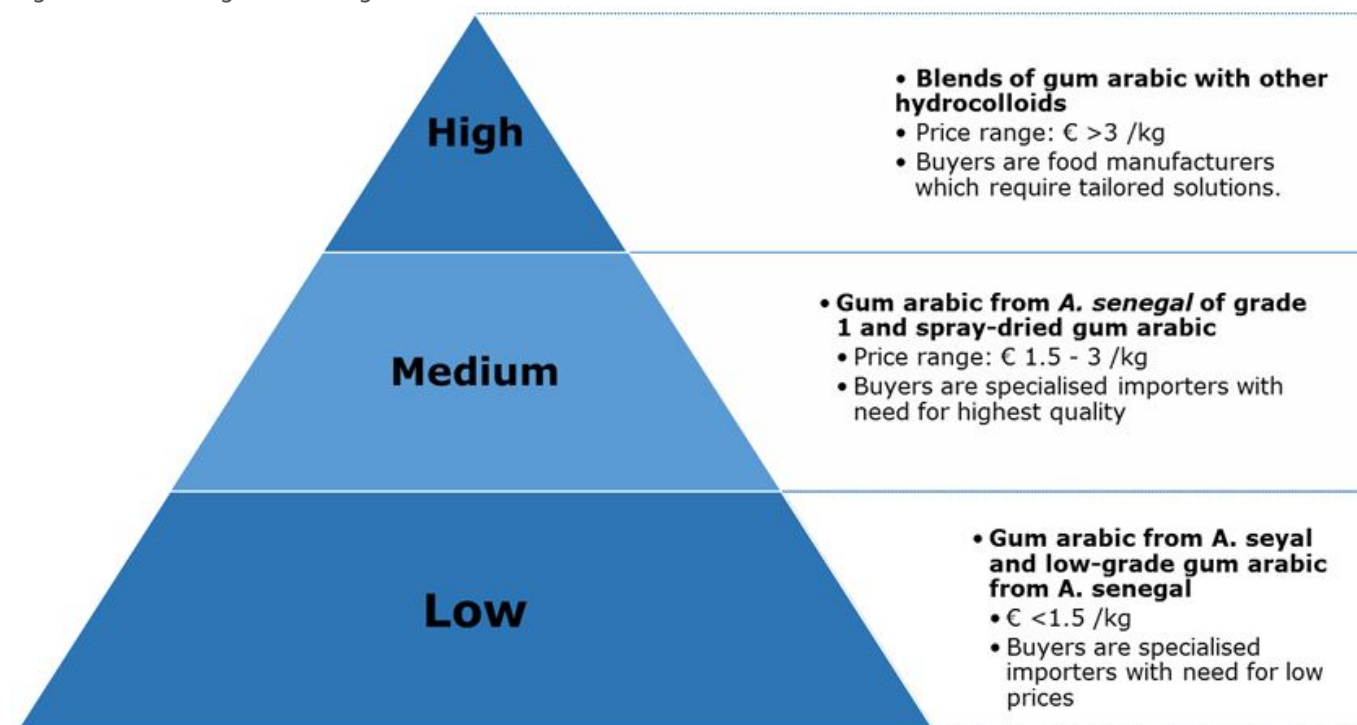 High
• Blends of gum arabic with other
hydrocolloids
• Price range: € >3 /kg
• Buyers are food manufacturers
which require tailored solutions.
Medium
• Gum arabic from A. senegal of grade
1 and spray-dried gum arabic
• Price range: € 1.5 - 3 /kg
• Buyers are specialised importers with
need for highest quality
Low
• Gum arabic from A. seyal
and low-grade gum arabic
from A. senegal
• € <1.5 /kg
• Buyers are specialised
importers with need for low
prices